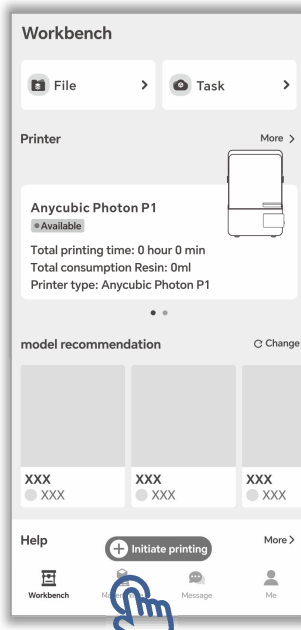 Workbench
File
Task
Printer
More
Anycubic Photon P1
Available
Total printing time: 0 hour 0 min
Total consumption Resin: 0ml
Printer type: Anycubic Photon P1
model recommendation
Change
XXX
XXX
XXX
XXX
XXX
XXX
Help
Initiate printing
More
Workbench
Message
Me